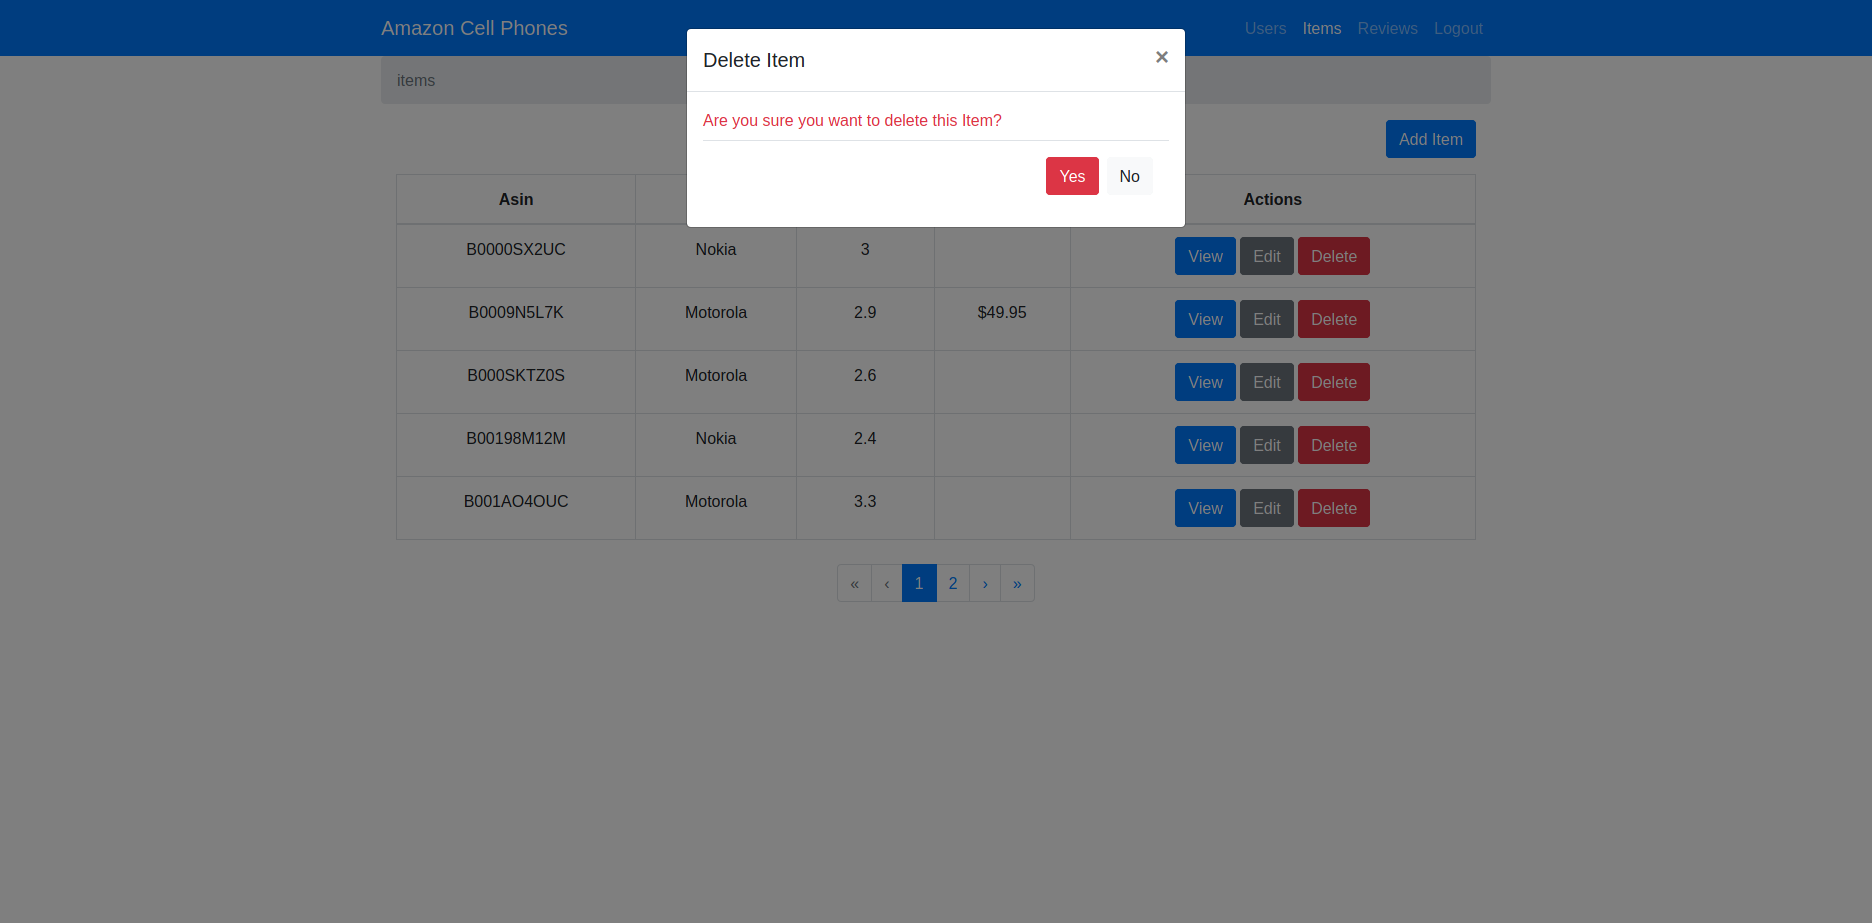 Amazon Cell Phones
Users Items Reviews Logout
Delete Item
×
items
Are you sure you want to delete this Item?
Yes No
Add Item
Asin Actions
B0000SX2UC Nokia 3 View Edit Delete
B0009N5L7K Motorola 2.9 $49.95 View Edit Delete
B000SKTZ0S Motorola 2.6 View Edit Delete
B00198M12M Nokia 2.4 View Edit Delete
B001AO4OUC Motorola 3.3 View Edit Delete
« ‹ 1 2 › »